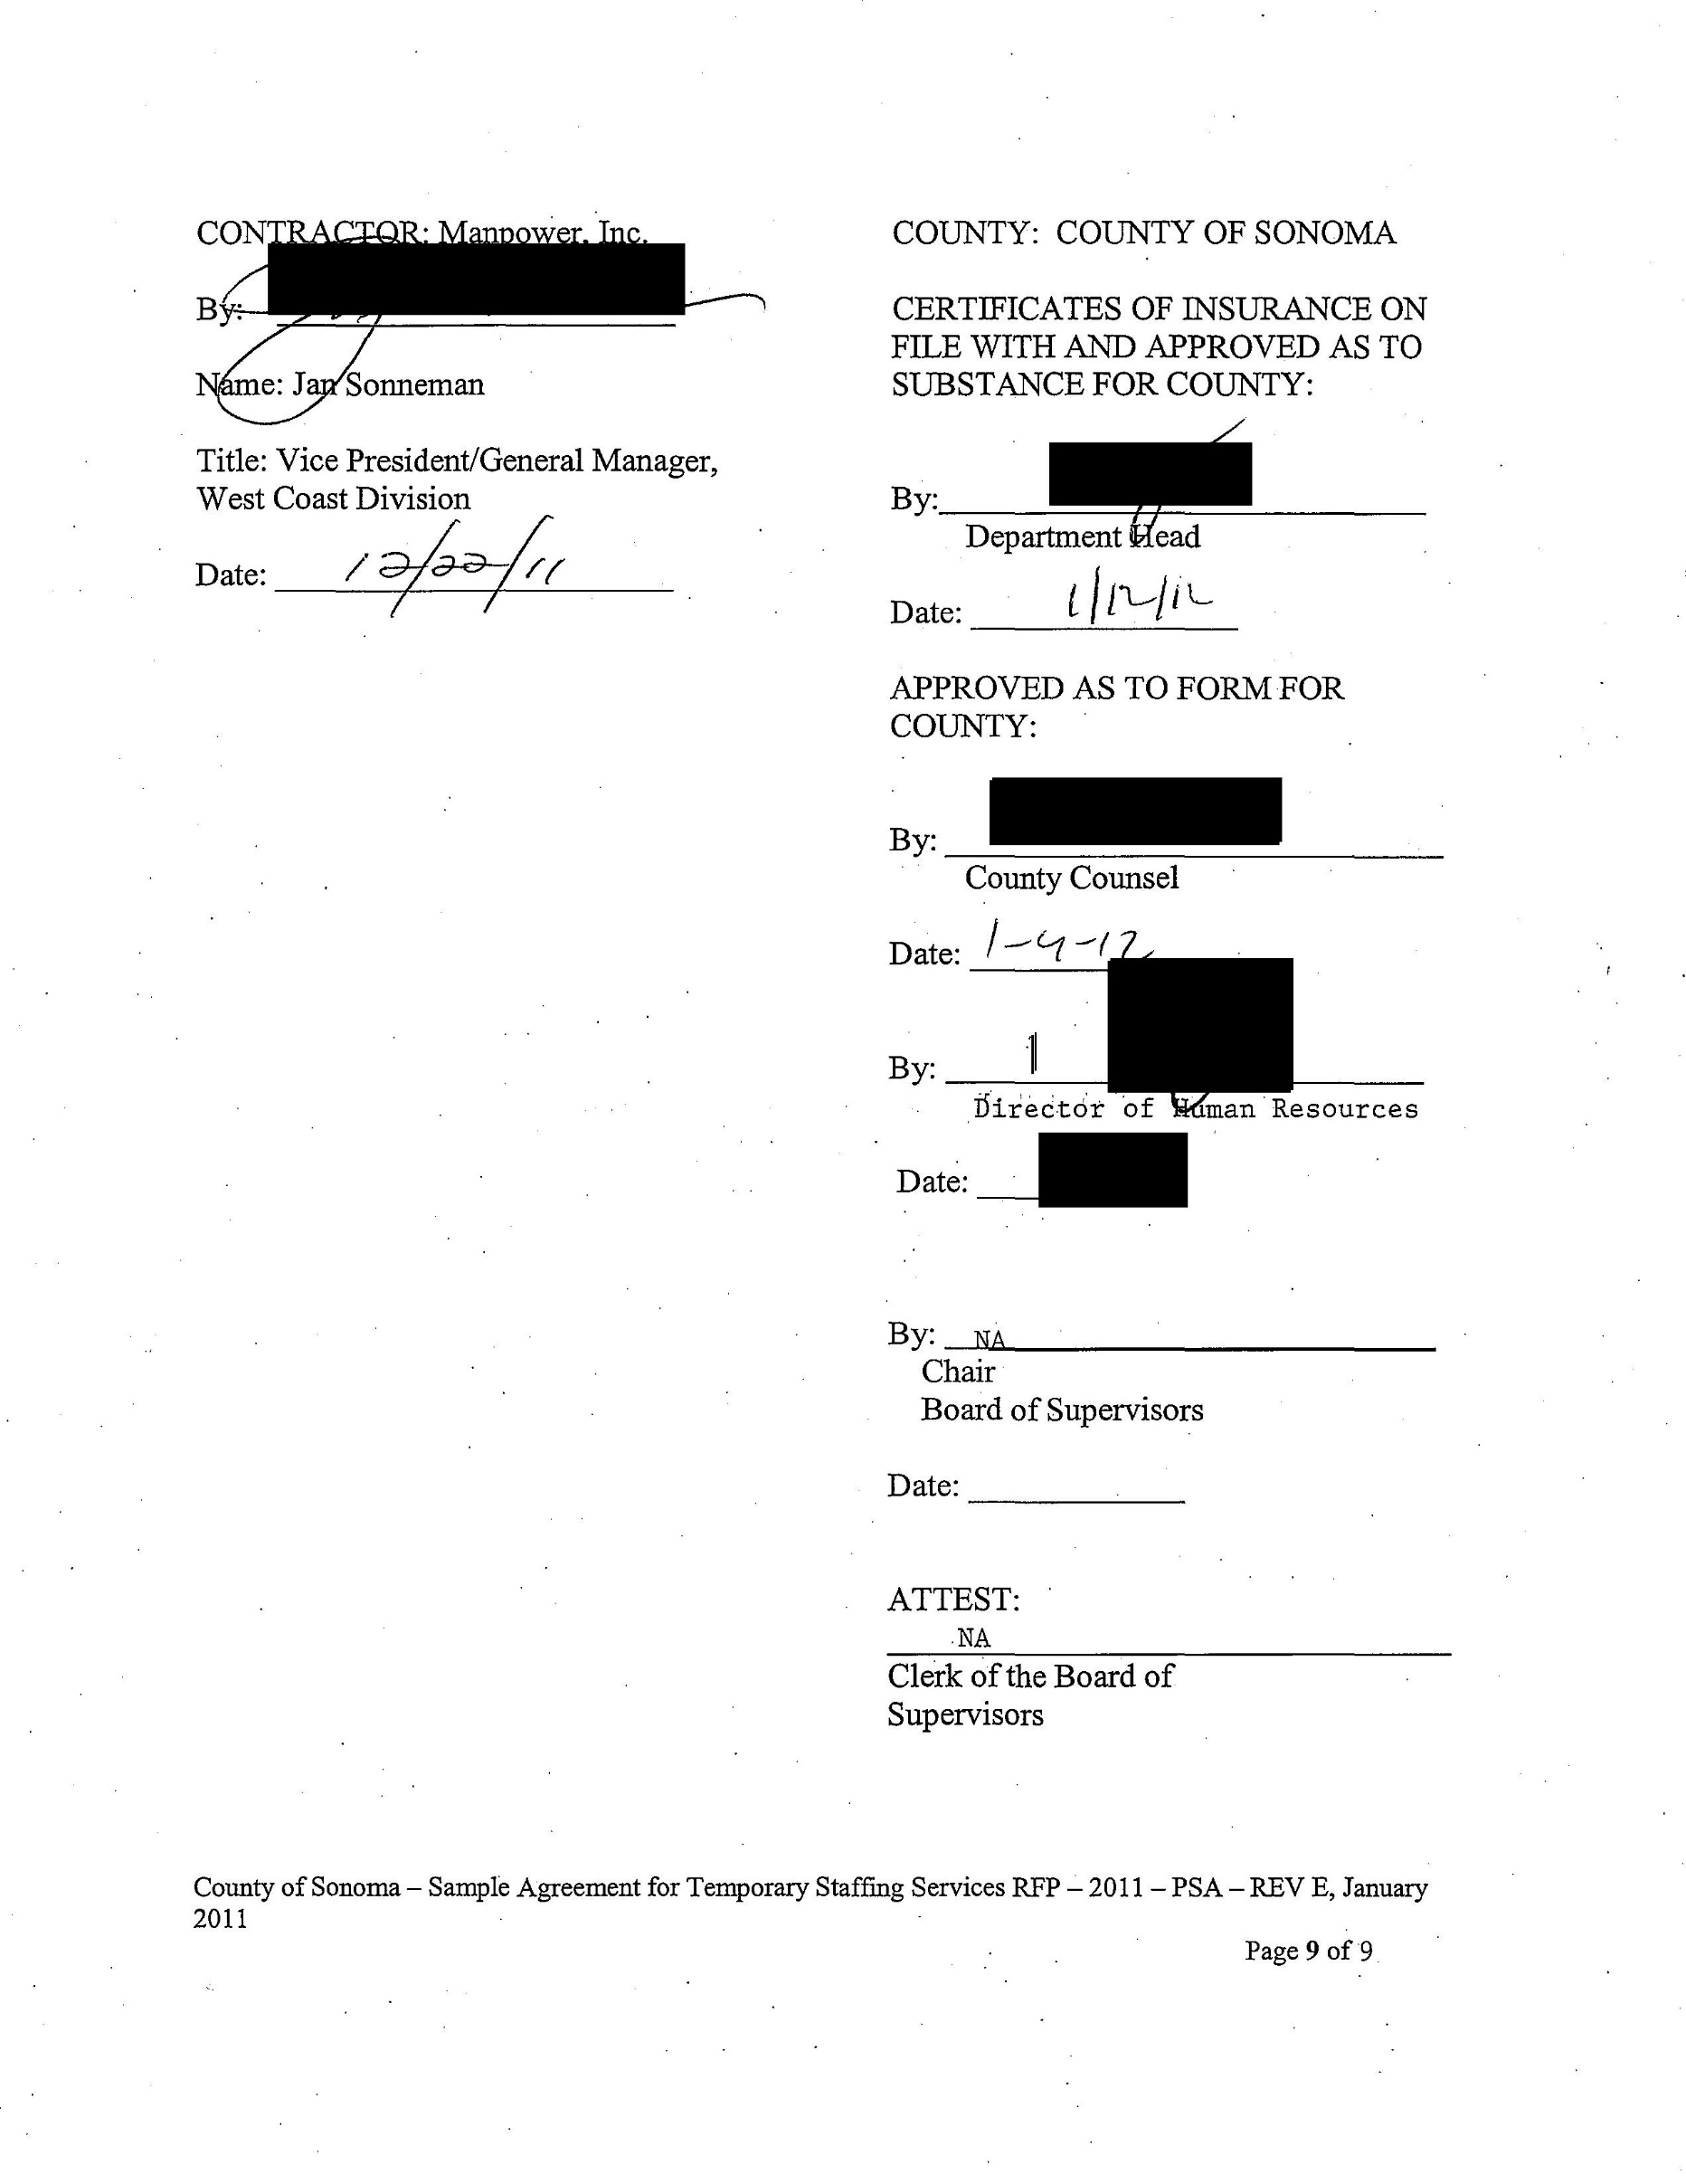 CONTRACTOR: Manpower, Inc.
By:
Name: Jan Sonneman
Title: Vice President/General Manager,
West Coast Division
Date: 12/22/11
COUNTY: COUNTY OF SONOMA
CERTIFICATES OF INSURANCE ON
FILE WITH AND APPROVED AS TO
SUBSTANCE FOR COUNTY:
By:
Department Head
Date: 1/12/12
APPROVED AS TO FORM FOR
COUNTY:
By:
County Counsel
Date: 1-4-12
By:
Director of Human Resources
Date:
By: NA
Chair
Board of Supervisors
Date:
ATTEST:
NA
Clerk of the Board of
Supervisors
County of Sonoma – Sample Agreement for Temporary Staffing Services RFP – 2011 – PSA – REV E, January
2011
Page 9 of 9